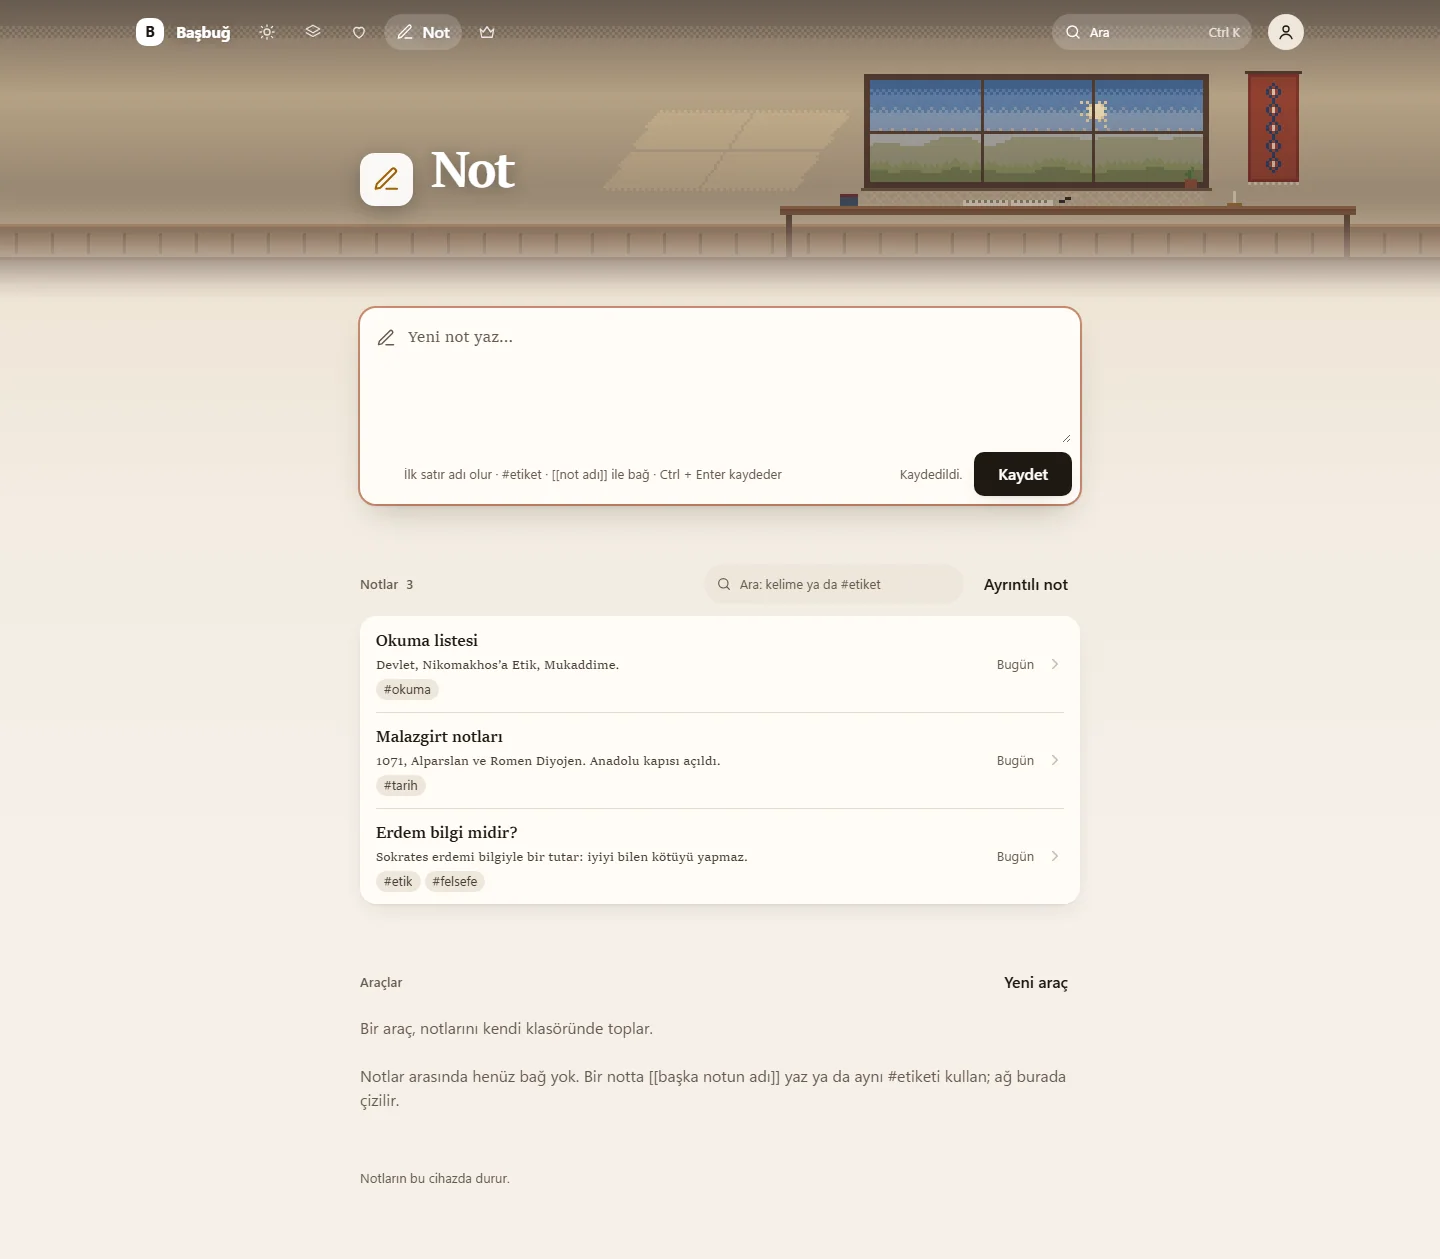 B Başbuğ Not Ara Ctrl K
Not
Yeni not yaz...
İlk satır adı olur · #etiket · [[not adı]] ile bağ · Ctrl + Enter kaydeder Kaydedildi. Kaydet
Notlar 3 Ara: kelime ya da #etiket Ayrıntılı not
Okuma listesi
Devlet, Nikomakhos'a Etik, Mukaddime. Bugün
#okuma
Malazgirt notları
1071, Alparslan ve Romen Diyojen. Anadolu kapısı açıldı. Bugün
#tarih
Erdem bilgi midir?
Sokrates erdemi bilgiyle bir tutar: iyiyi bilen kötüyü yapmaz. Bugün
#etik #felsefe
Araçlar Yeni araç
Bir araç, notlarını kendi klasöründe toplar.
Notlar arasında henüz bağ yok. Bir notta [[başka notun adı]] yaz ya da aynı #etiketi kullan; ağ burada
çizilir.
Notların bu cihazda durur.